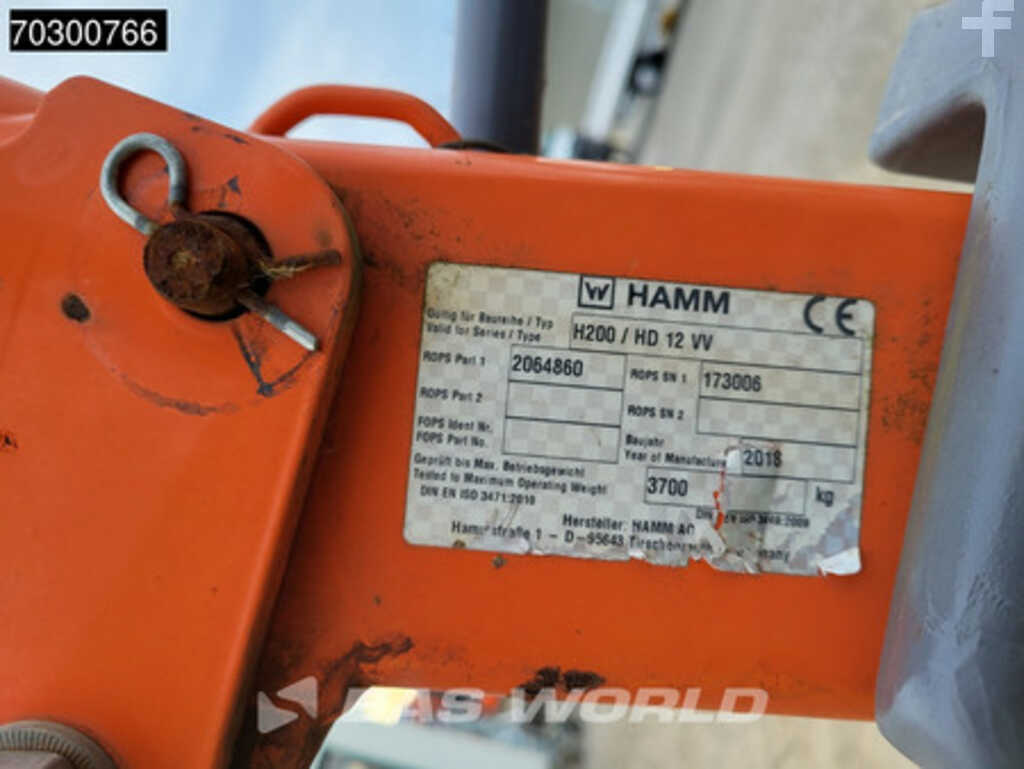 70300766
f
HAMM CE
Gültig für Baureihe / Typ
Valid for Series / Type H200 / HD 12 VV
ROPS Part 1 2064860 ROPS SN 1 173006
ROPS Part 2 ROPS SN 2
FOPS Ident Nr.
FOPS Part No.
Baujahr
Year of Manufacture 2018
Geprüft bis Max. Betriebsgewicht
Tested to Maximum Operating Weight 3700 kg
DIN EN ISO 3471:2010
Hersteller: HAMM AG
Hammstraße 1 - D-95643
BAS WORLD